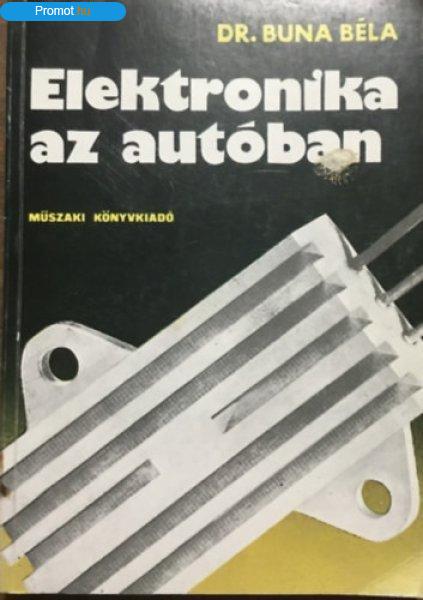 Promot.hu
DR. BUNA BÉLA
Elektronika
az autóban
MŰSZAKI KÖNYVKIADÓ